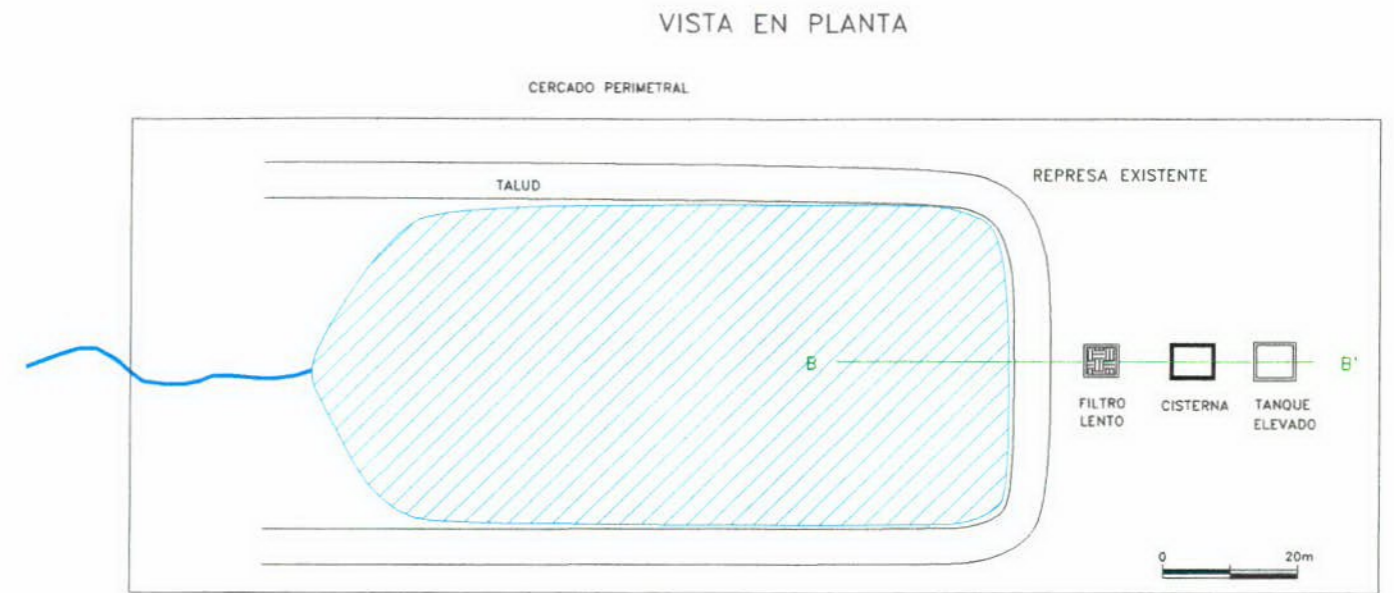 VISTA EN PLANTA
CERCADO PERIMETRAL
REPRESA EXISTENTE
TALUD
B
B'
FILTRO
LENTO
CISTERNA
TANQUE
ELEVADO
0 20m